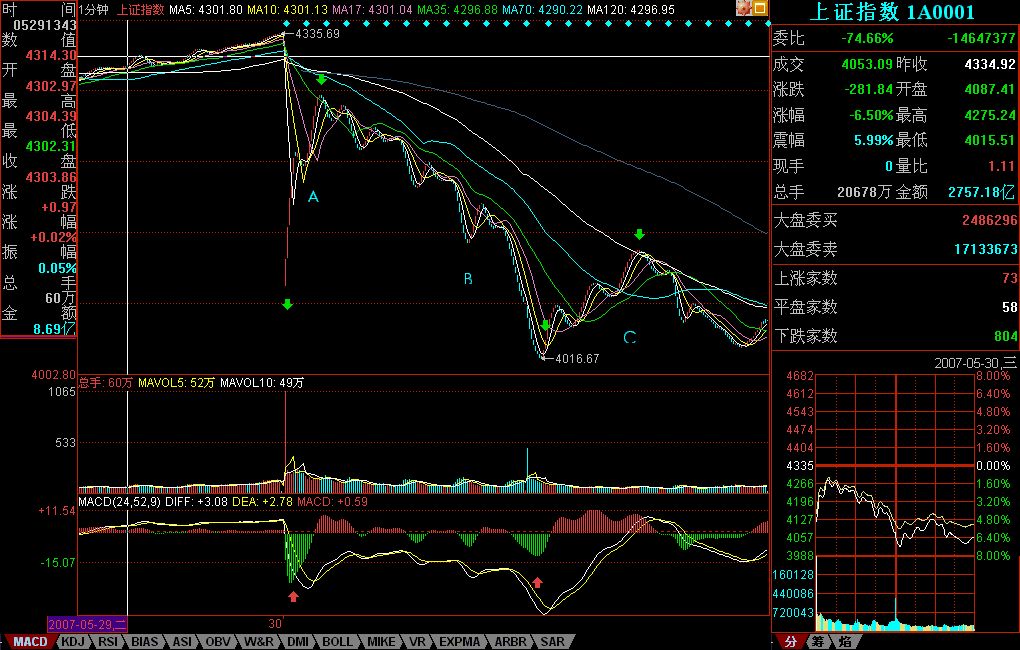 1分钟 上证指数 MA5: 4301.80 MA10: 4301.13 MA17: 4301.04 MA35: 4296.88 MA70: 4290.22 MA120: 4296.95
时 间
05291343
数 值
4314.30
开 盘
4302.97
最 高
4304.39
最 低
4302.31
收 盘
4303.86
涨 跌
+0.97
涨 幅
+0.02%
振 幅
0.05%
总 手
60万
金 额
8.69亿
4002.80
4335.69
A
B
C
4016.67
总手: 60万 MAVOL5: 52万 MAVOL10: 49万
1065
533
MACD(24,52,9) DIFF: +3.08 DEA: +2.78 MACD: +0.59
+11.54
-15.07
2007-05-29,二
30
MACD KDJ RSI BIAS ASI OBV W&R DMI BOLL MIKE VR EXPMA ARBR SAR
上证指数 1A0001
委比 -74.66% -14647377
成交 4053.09 昨收 4334.92
涨跌 -281.84 开盘 4087.41
涨幅 -6.50% 最高 4275.24
震幅 5.99% 最低 4015.51
现手 0 量比 1.11
总手 20678万 金额 2757.18亿
大盘委买 2486296
大盘委卖 17133673
上涨家数 73
平盘家数 58
下跌家数 804
2007-05-30,三
4682 8.00%
4612 6.40%
4543 4.80%
4474 3.20%
4404 1.60%
4335 0.00%
4266 1.60%
4196 3.20%
4127 4.80%
4057 6.40%
3988 8.00%
160128
440086
720043
分 筹 焰